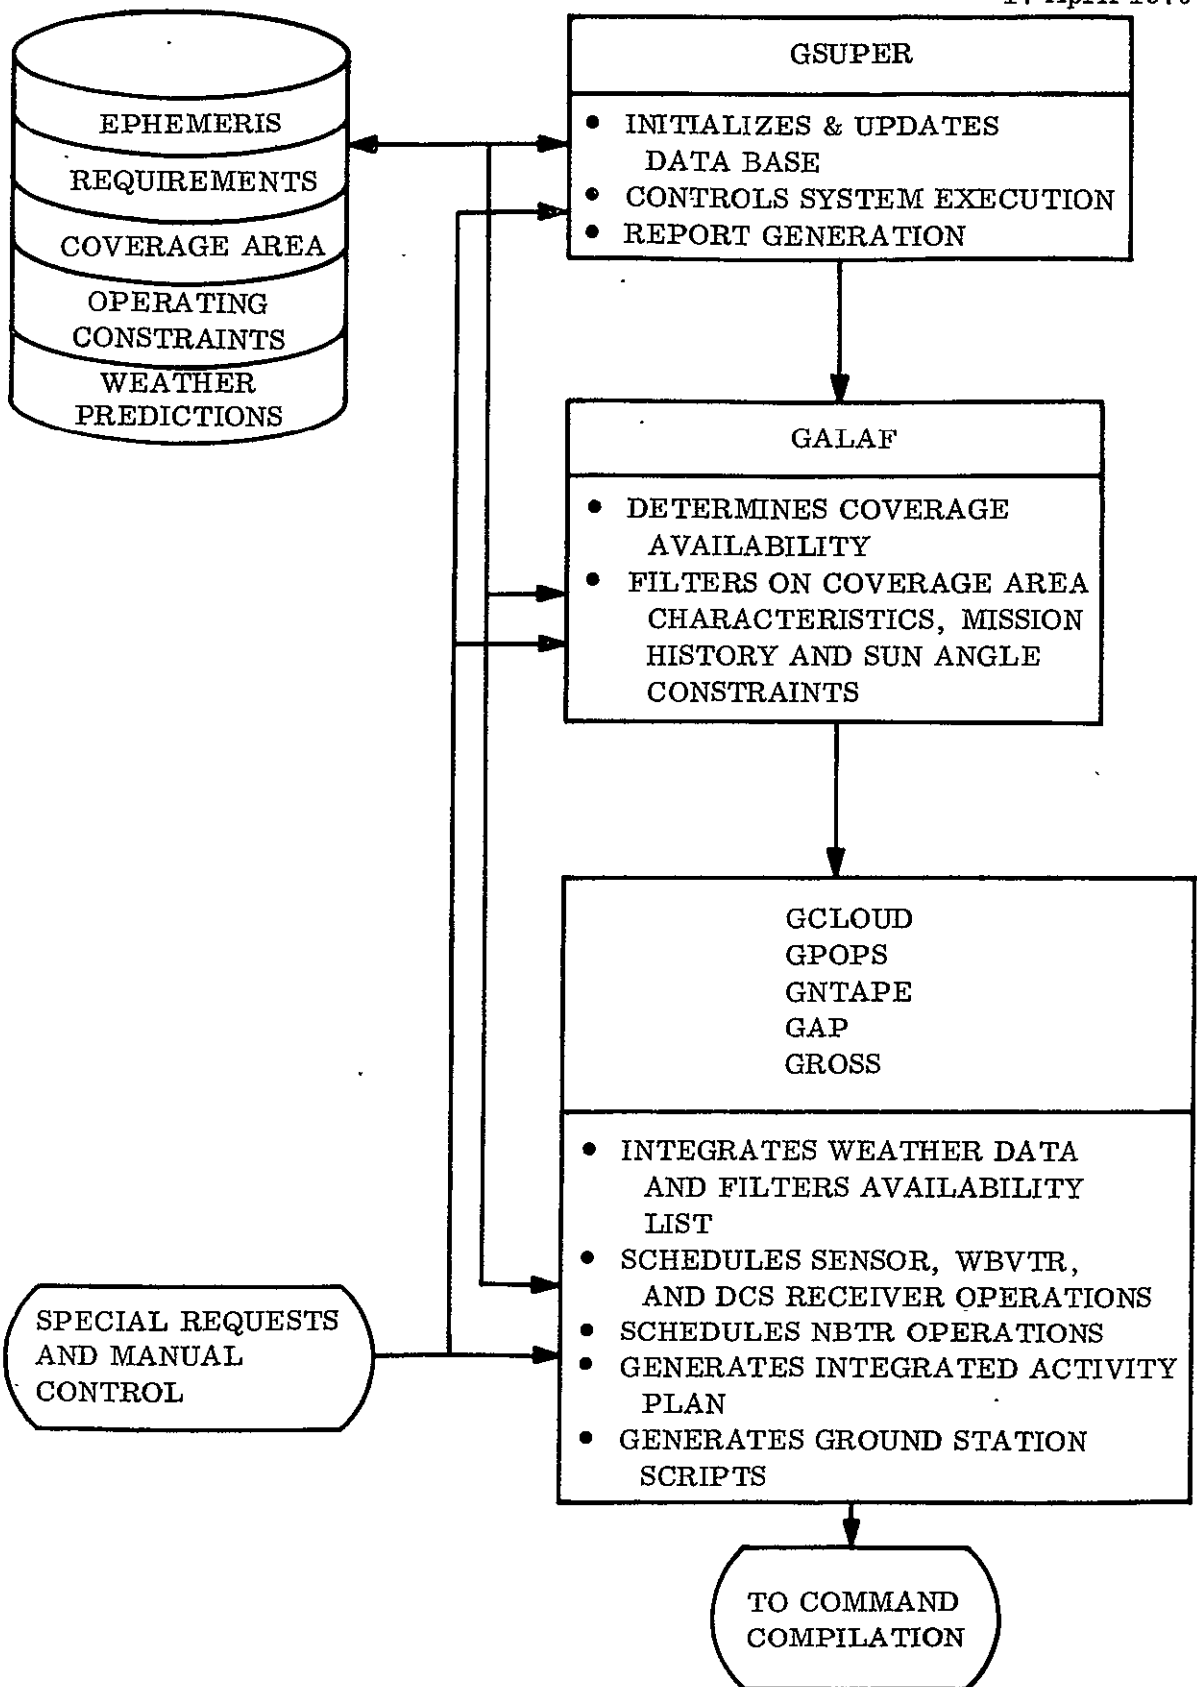 EPHEMERIS
REQUIREMENTS
COVERAGE AREA
OPERATING
CONSTRAINTS
WEATHER
PREDICTIONS
GSUPER
• INITIALIZES & UPDATES
DATA BASE
• CONTROLS SYSTEM EXECUTION
• REPORT GENERATION
GALAF
• DETERMINES COVERAGE
AVAILABILITY
• FILTERS ON COVERAGE AREA
CHARACTERISTICS, MISSION
HISTORY AND SUN ANGLE
CONSTRAINTS
GCLOUD
GPOPS
GNTAPE
GAP
GROSS
• INTEGRATES WEATHER DATA
AND FILTERS AVAILABILITY
LIST
• SCHEDULES SENSOR, WBVTR,
AND DCS RECEIVER OPERATIONS
• SCHEDULES NBTR OPERATIONS
• GENERATES INTEGRATED ACTIVITY
PLAN
• GENERATES GROUND STATION
SCRIPTS
SPECIAL REQUESTS
AND MANUAL
CONTROL
TO COMMAND
COMPILATION